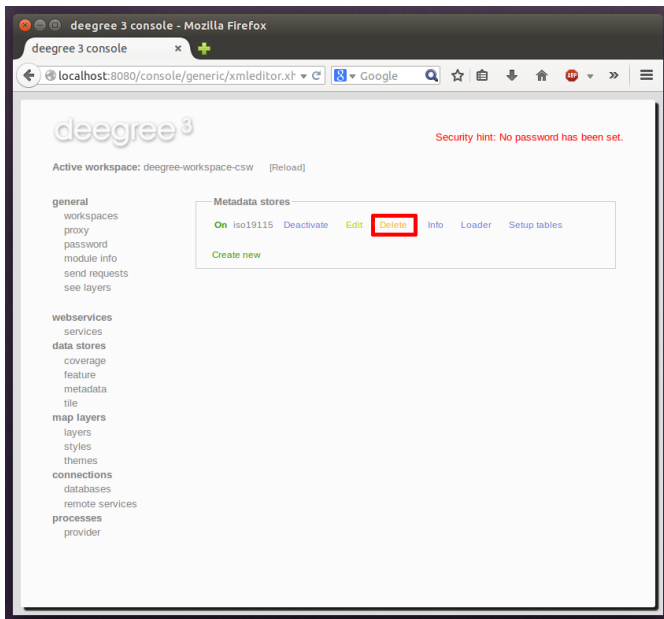 deegree 3 console - Mozilla Firefox
deegree 3 console
localhost:8080/console/generic/xmleditor.xh Google
deegree 3
Security hint: No password has been set.
Active workspace: deegree-workspace-csw [Reload]
general
workspaces
proxy
password
module info
send requests
see layers
webservices
services
data stores
coverage
feature
metadata
tile
map layers
layers
styles
themes
connections
databases
remote services
processes
provider
Metadata stores
On iso19115 Deactivate Edit Delete Info Loader Setup tables
Create new